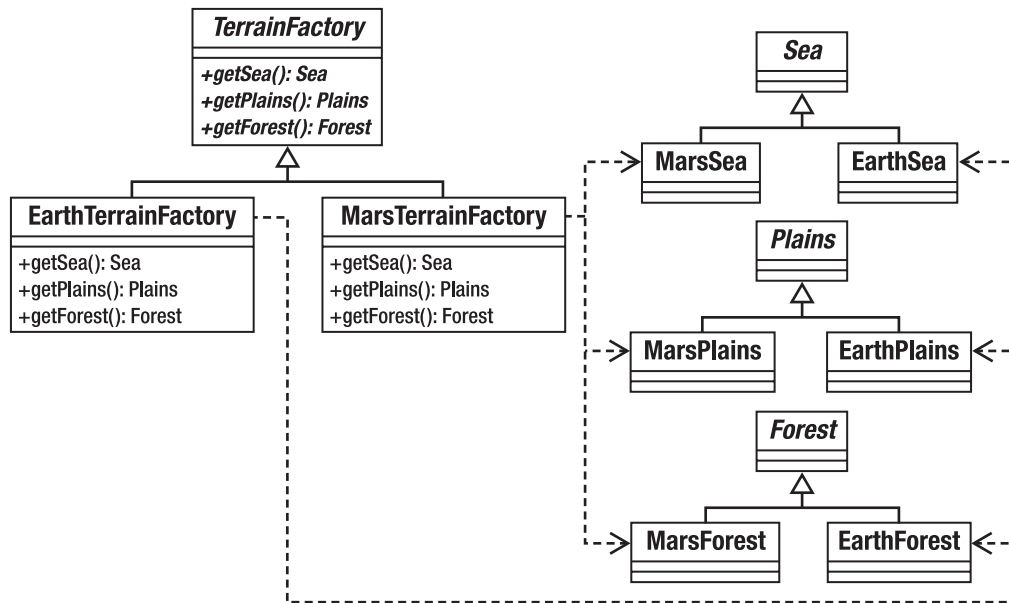 TerrainFactory
+getSea(): Sea
+getPlains(): Plains
+getForest(): Forest
EarthTerrainFactory
+getSea(): Sea
+getPlains(): Plains
+getForest(): Forest
MarsTerrainFactory
+getSea(): Sea
+getPlains(): Plains
+getForest(): Forest
Sea
MarsSea
EarthSea
Plains
MarsPlains
EarthPlains
Forest
MarsForest
EarthForest